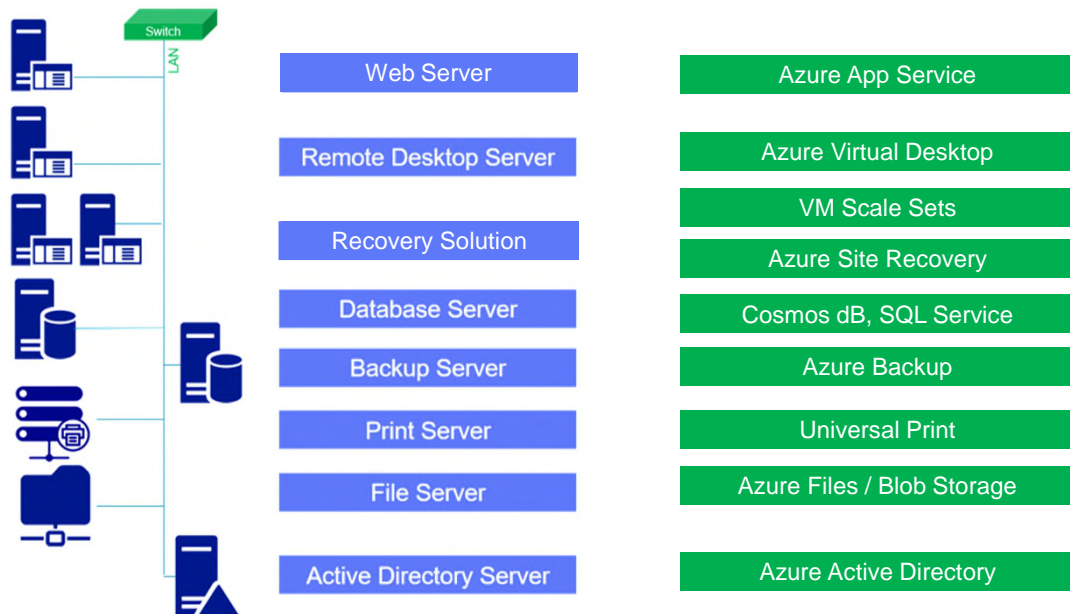 Switch
LAN
Web Server
Azure App Service
Remote Desktop Server
Azure Virtual Desktop
VM Scale Sets
Recovery Solution
Azure Site Recovery
Database Server
Cosmos dB, SQL Service
Backup Server
Azure Backup
Print Server
Universal Print
File Server
Azure Files / Blob Storage
Active Directory Server
Azure Active Directory